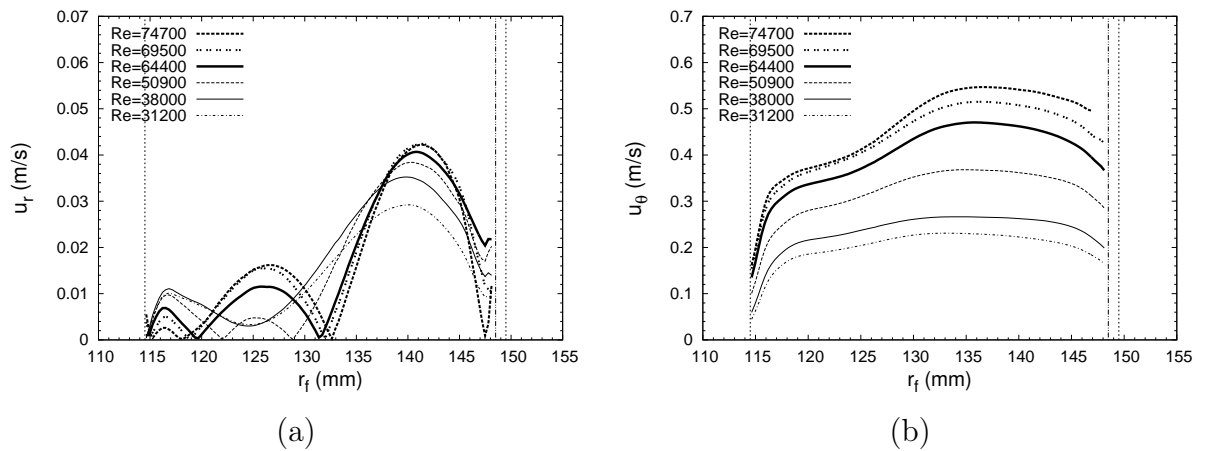 0.09
0.08
0.07
0.06
0.05
0.04
0.03
0.02
0.01
0
110 115 120 125 130 135 140 145 150 155
u_r (m/s)
r_f (mm)
Re=74700
Re=69500
Re=64400
Re=50900
Re=38000
Re=31200
(a)
0.7
0.6
0.5
0.4
0.3
0.2
0.1
0
110 115 120 125 130 135 140 145 150 155
u_θ (m/s)
r_f (mm)
Re=74700
Re=69500
Re=64400
Re=50900
Re=38000
Re=31200
(b)